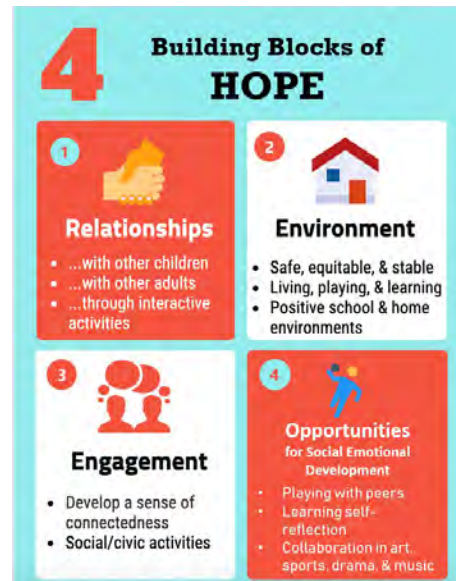 4
Building Blocks of
HOPE
1
Relationships
• ...with other children
• ...with other adults
• ...through interactive
activities
2
Environment
• Safe, equitable, & stable
• Living, playing, & learning
• Positive school & home
environments
3
Engagement
• Develop a sense of
connectedness
• Social/civic activities
4
Opportunities
for Social Emotional
Development
• Playing with peers
• Learning self-
reflection
• Collaboration in art,
sports, drama, & music